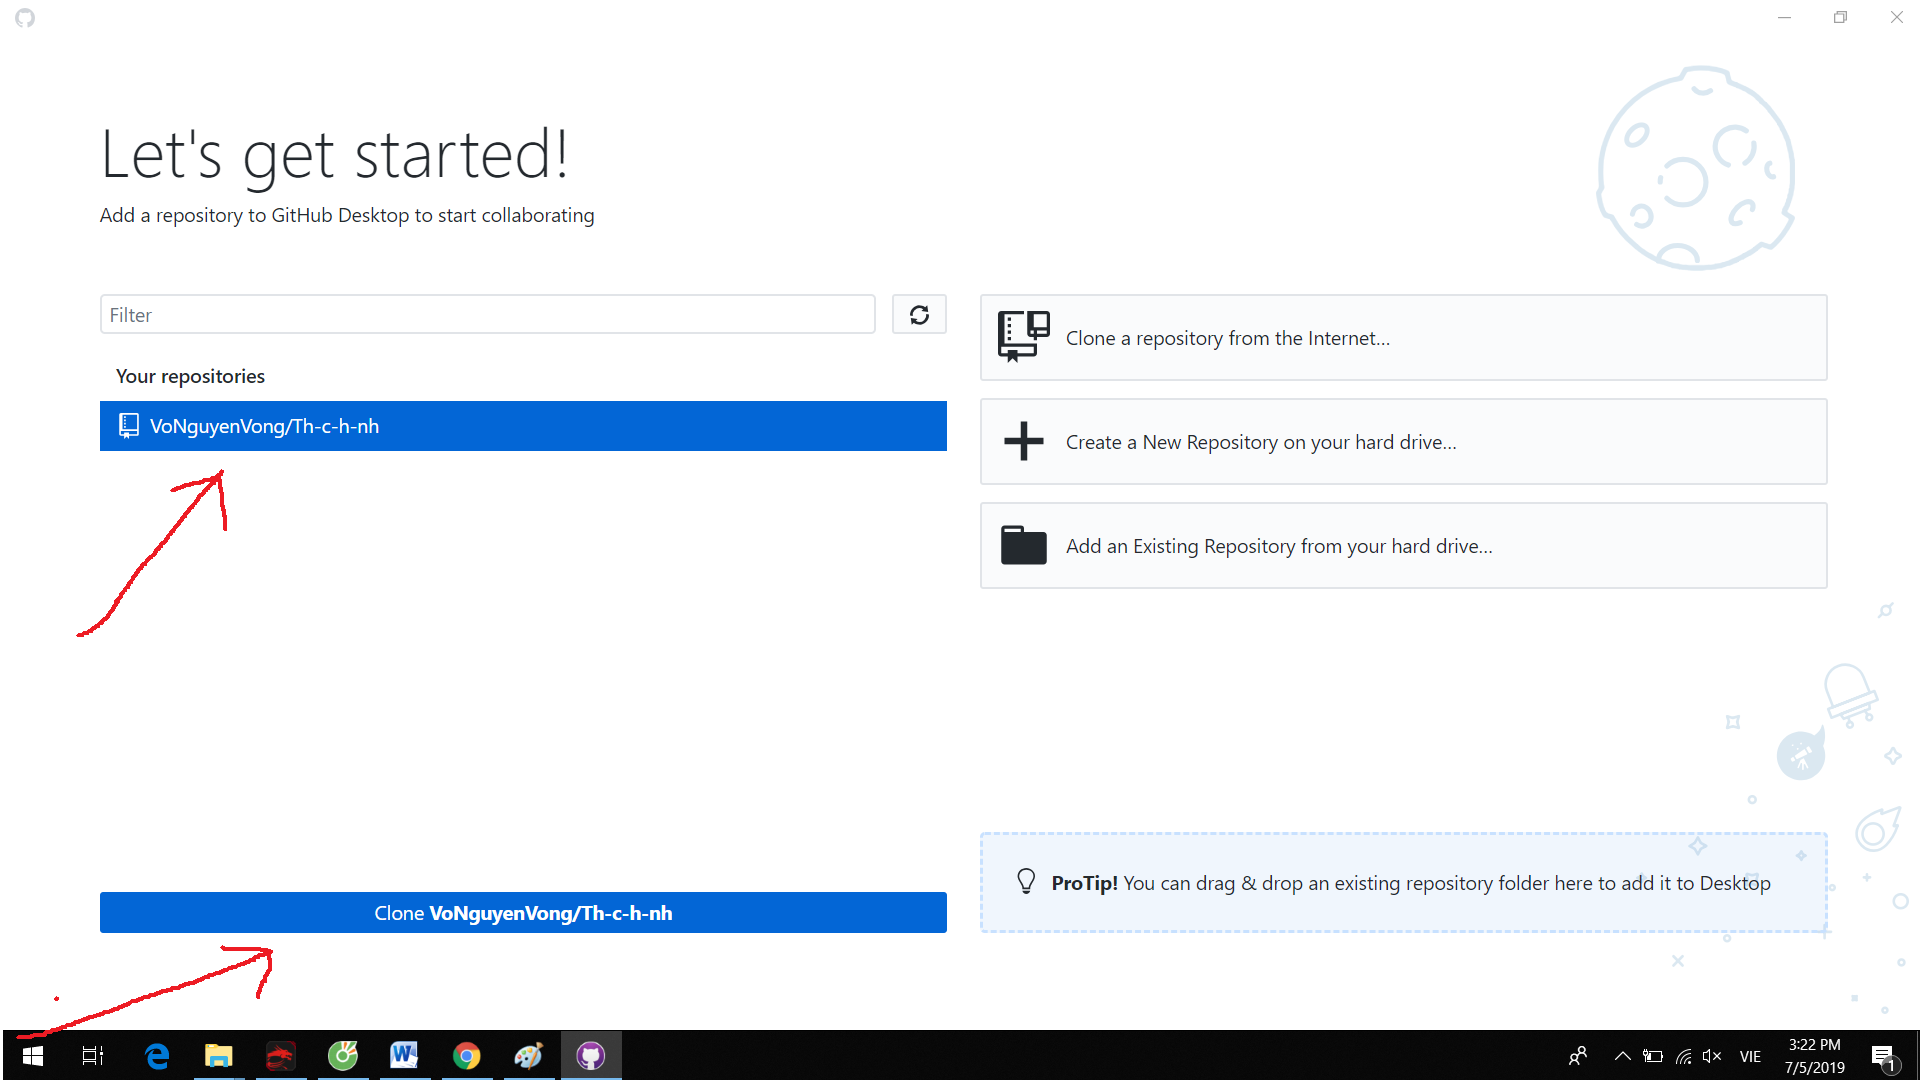 Let's get started!
Add a repository to GitHub Desktop to start collaborating
Filter
Your repositories
VoNguyenVong/Th-c-h-nh
Clone VoNguyenVong/Th-c-h-nh
Clone a repository from the Internet...
Create a New Repository on your hard drive...
Add an Existing Repository from your hard drive...
ProTip! You can drag & drop an existing repository folder here to add it to Desktop
VIE
3:22 PM
7/5/2019
1